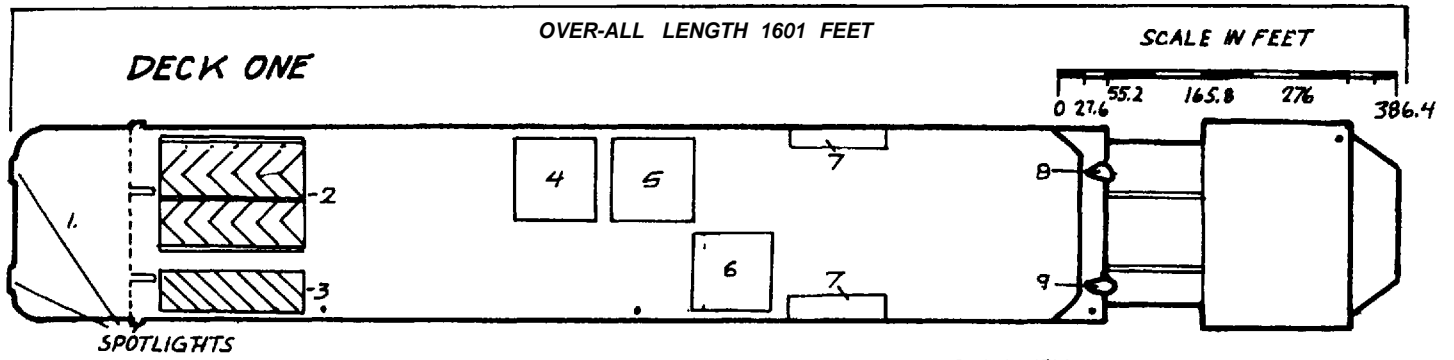 OVER-ALL LENGTH 1601 FEET
SCALE IN FEET
DECK ONE
0 27.6 55.2 165.8 276 386.4
1.
2
3
4
5
6
7
7
8
9
SPOTLIGHTS